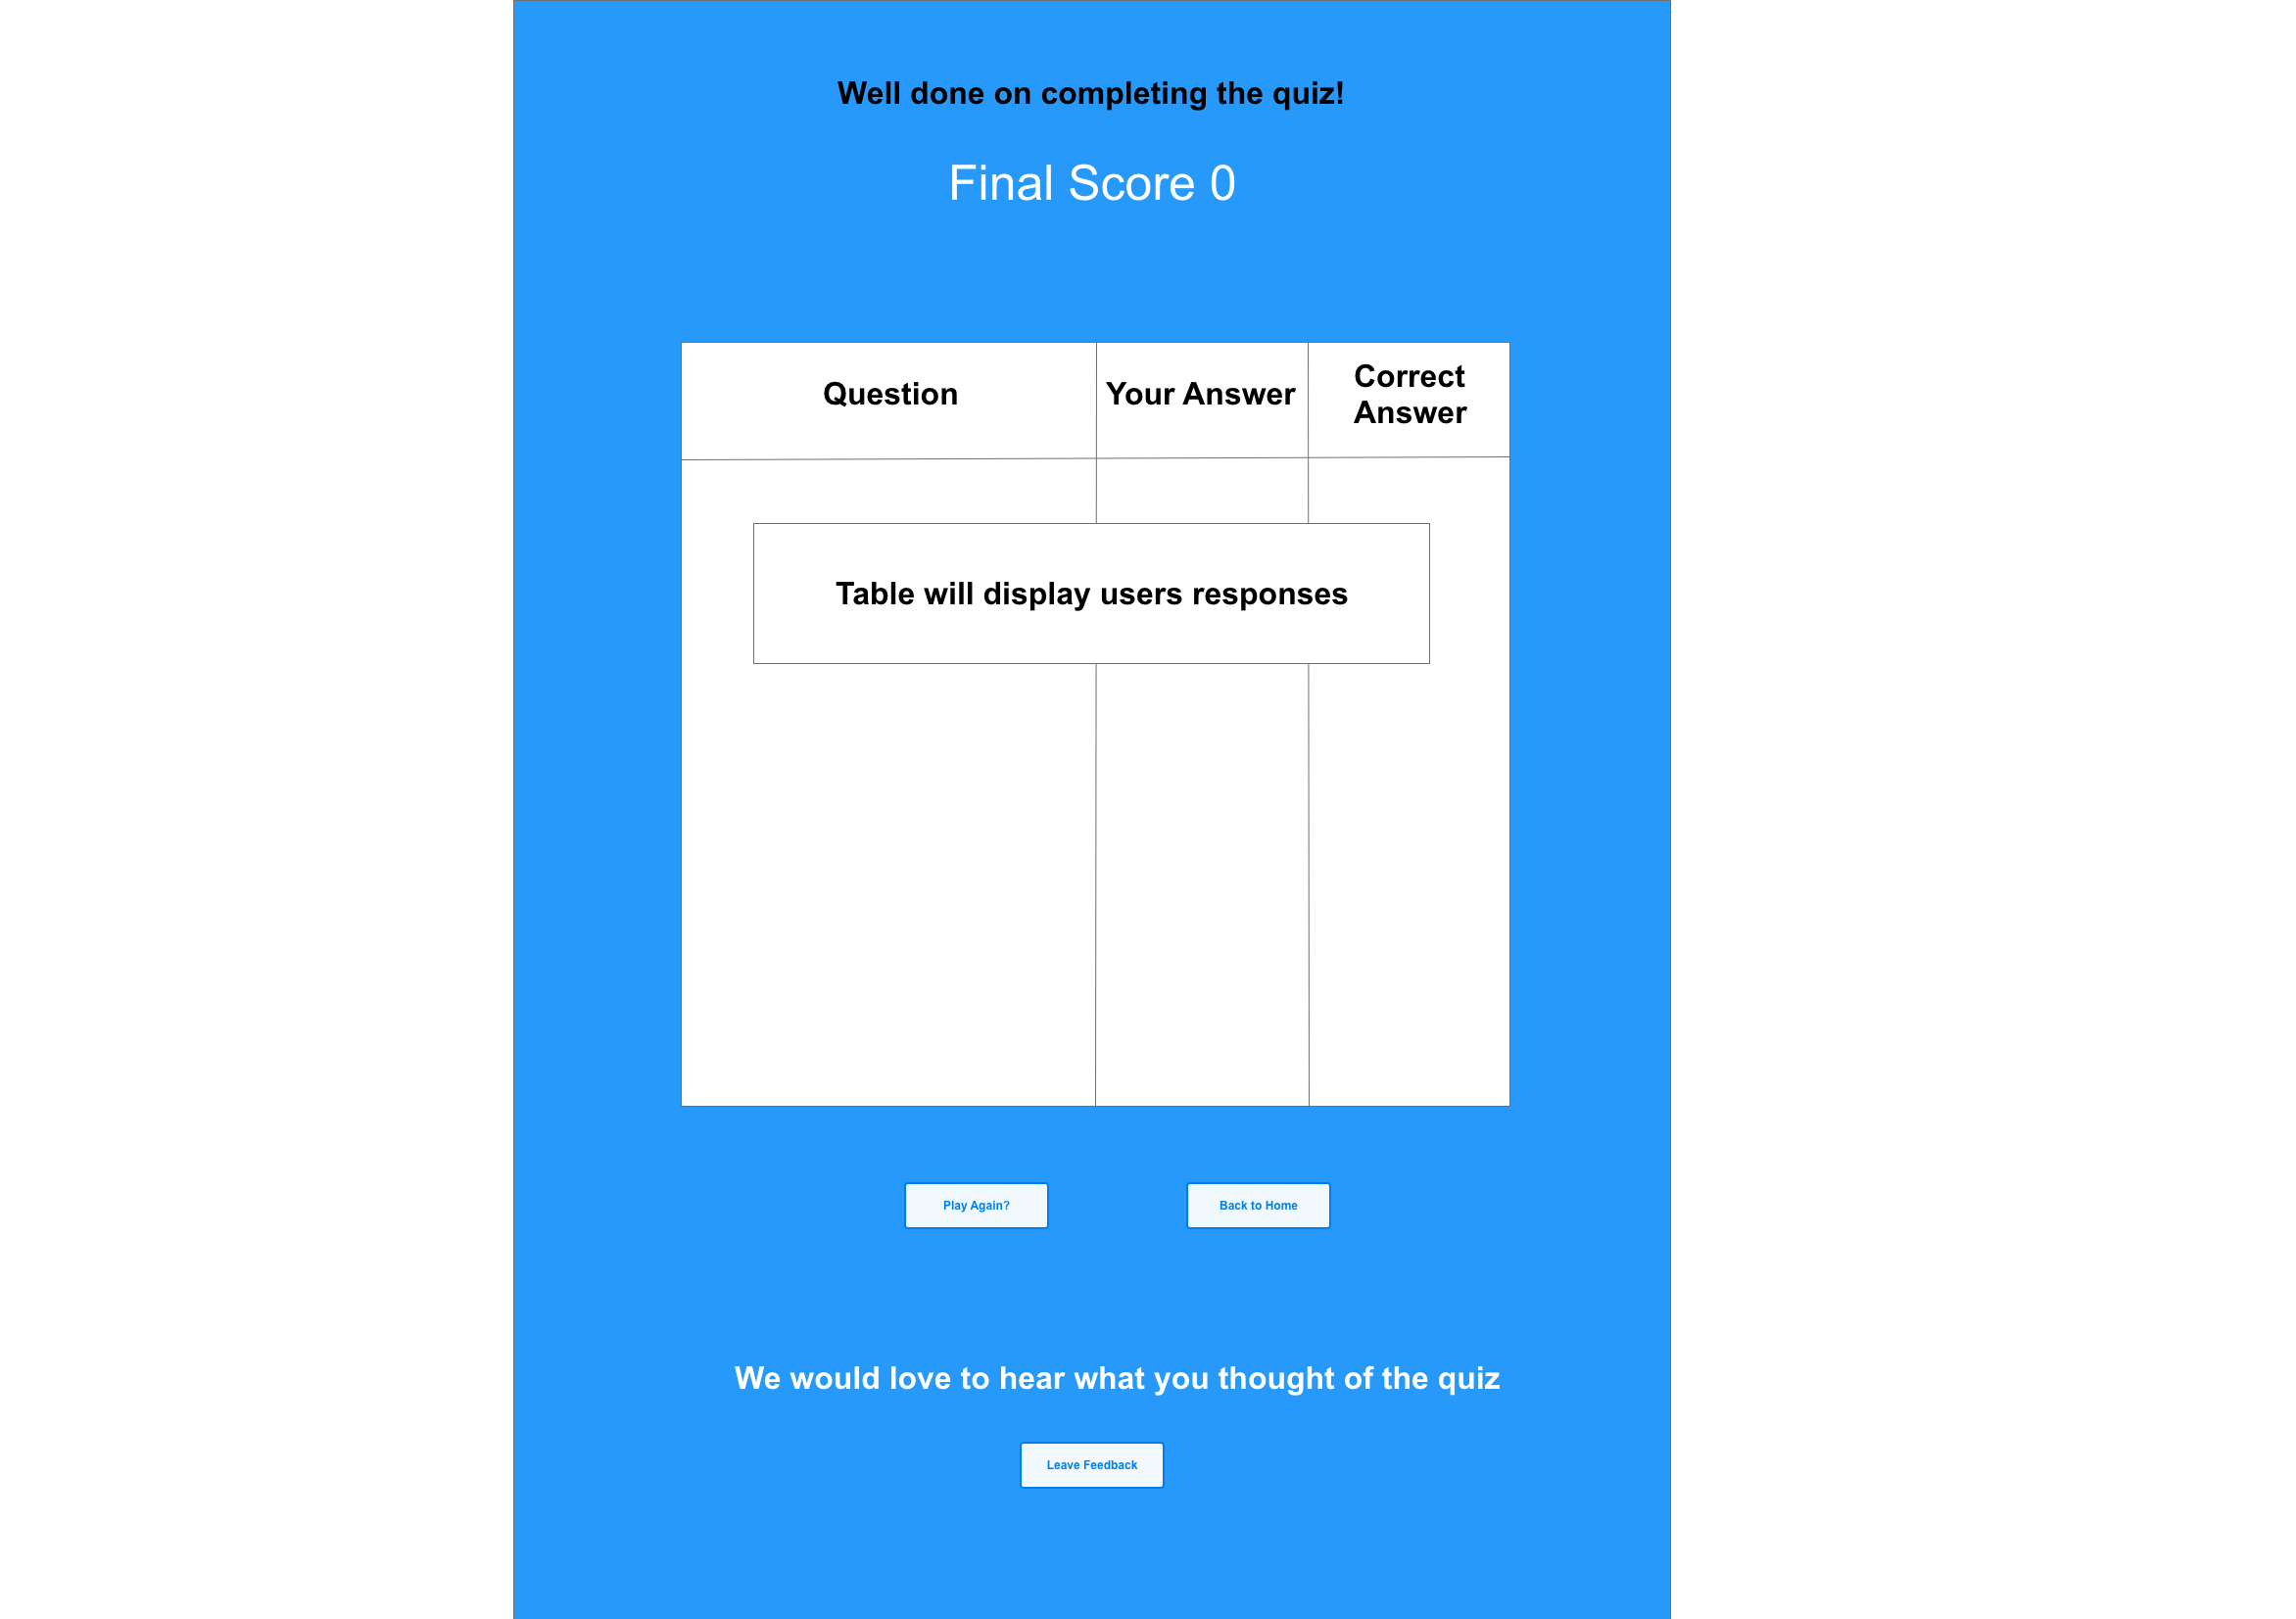 Well done on completing the quiz!
Final Score 0
Question
Your Answer
Correct
Answer
Table will display users responses
Play Again?
Back to Home
We would love to hear what you thought of the quiz
Leave Feedback